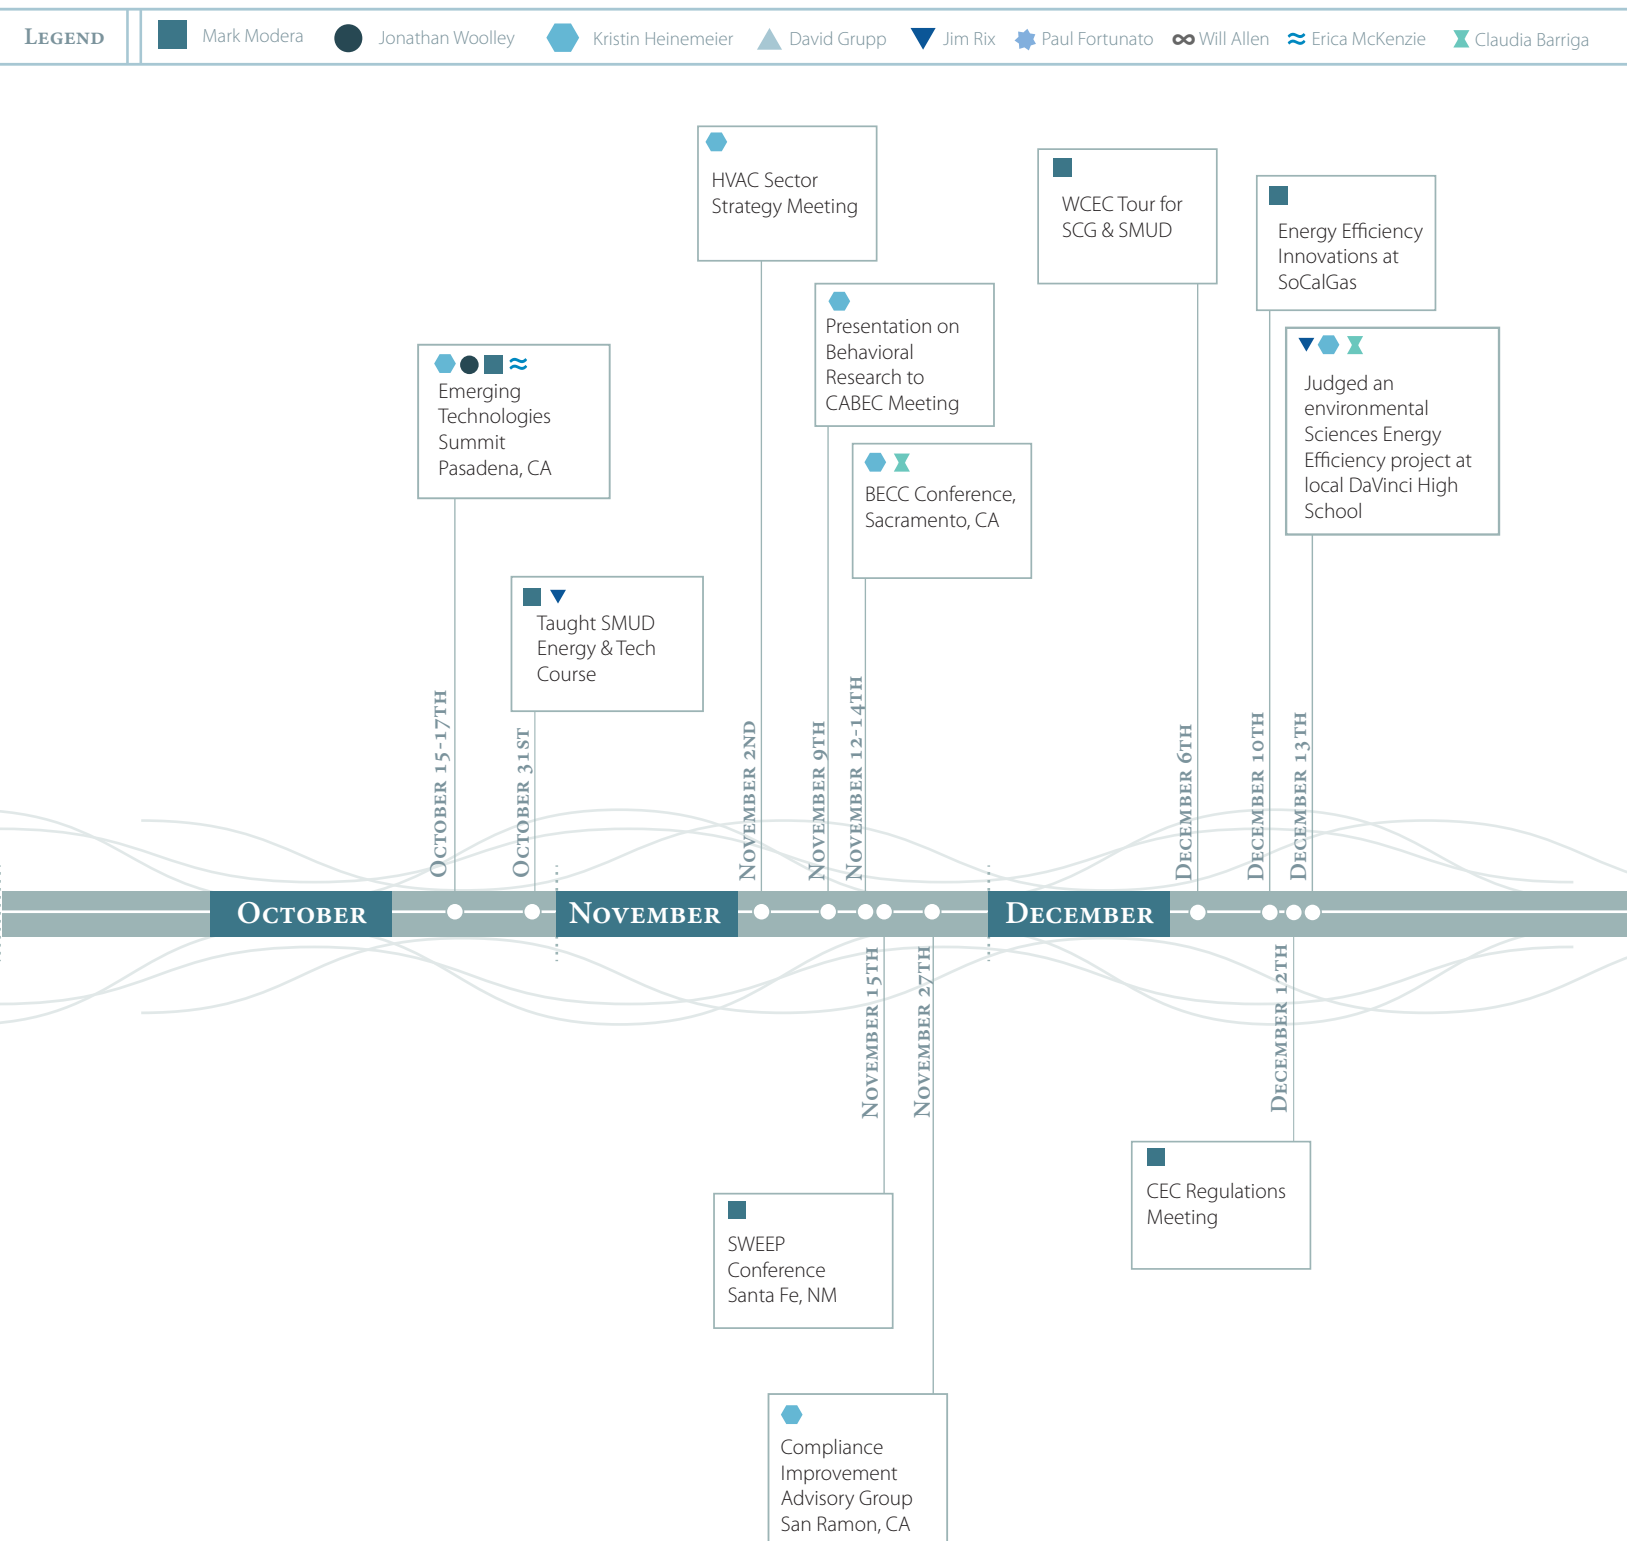 LEGEND
Mark Modera
Jonathan Woolley
Kristin Heinemeier
David Grupp
Jim Rix
Paul Fortunato
Will Allen
Erica McKenzie
Claudia Barriga
HVAC Sector
Strategy Meeting
WCEC Tour for
SCG & SMUD
Energy Efficiency
Innovations at
SoCalGas
Presentation on
Behavioral
Research to
CABEC Meeting
Judged an
environmental
Sciences Energy
Efficiency project at
local DaVinci High
School
Emerging
Technologies
Summit
Pasadena, CA
BECC Conference,
Sacramento, CA
Taught SMUD
Energy & Tech
Course
OCTOBER 15-17TH
OCTOBER 31ST
NOVEMBER 2ND
NOVEMBER 9TH
NOVEMBER 12-14TH
DECEMBER 6TH
DECEMBER 10TH
DECEMBER 13TH
OCTOBER
NOVEMBER
DECEMBER
NOVEMBER 15TH
NOVEMBER 27TH
DECEMBER 12TH
CEC Regulations
Meeting
SWEEP
Conference
Santa Fe, NM
Compliance
Improvement
Advisory Group
San Ramon, CA